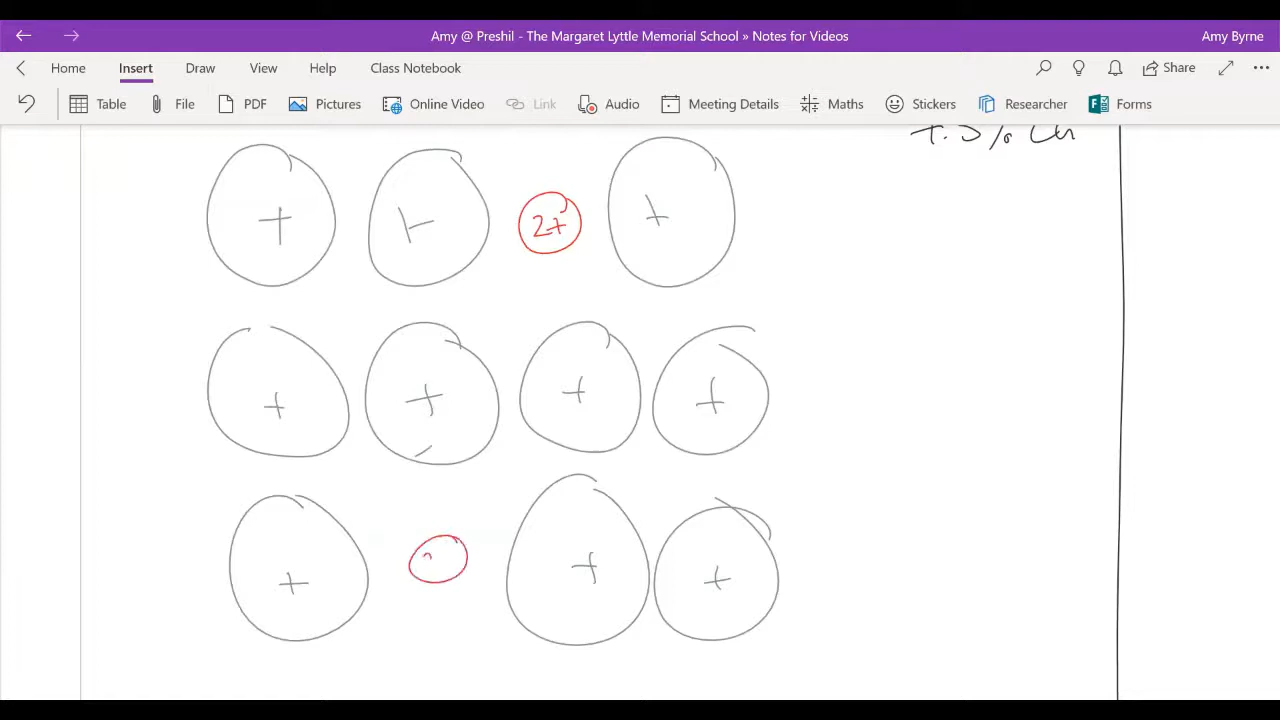 Amy @ Preshil - The Margaret Lyttle Memorial School » Notes for Videos
Amy Byrne
Home Insert Draw View Help Class Notebook
Share
Table File PDF Pictures Online Video Link Audio Meeting Details Maths Stickers Researcher Forms
+ + 2+ +
+ + + +
+ + +